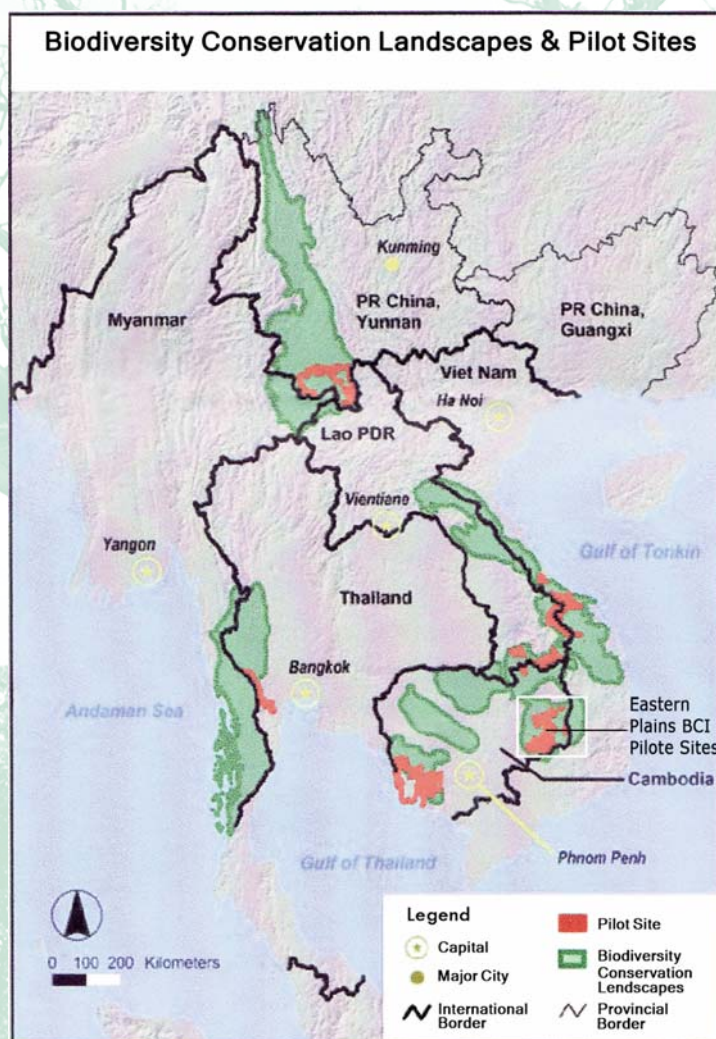 Biodiversity Conservation Landscapes & Pilot Sites
Kunming
PR China,
Yunnan
PR China,
Guangxi
Myanmar
Viet Nam
Ha Noi
Lao PDR
Vientiane
Yangon
Gulf of Tonkin
Thailand
Bangkok
Andaman Sea
Eastern
Plains BCI
Pilote Sites
Cambodia
Phnom Penh
Gulf of Thailand
0 100 200 Kilometers
Legend
Capital
Major City
International
Border
Pilot Site
Biodiversity
Conservation
Landscapes
Provincial
Border